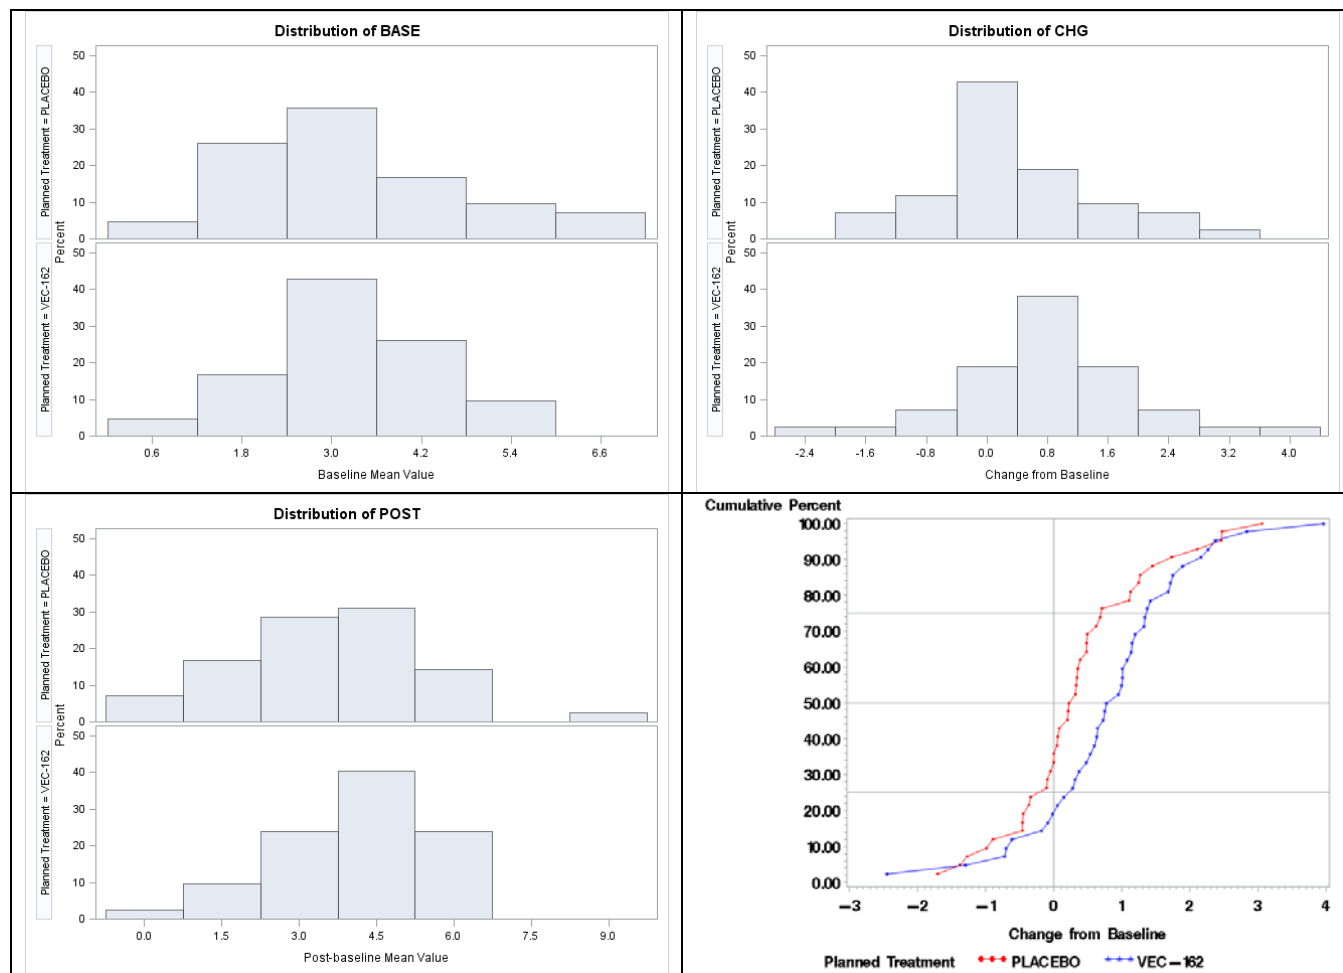 Distribution of BASE
Planned Treatment = PLACEBO
50
40
30
20
10
0
Percent
Planned Treatment = VEC-162
50
40
30
20
10
0
0.6 1.8 3.0 4.2 5.4 6.6
Baseline Mean Value
Distribution of CHG
Planned Treatment = PLACEBO
50
40
30
20
10
0
Percent
Planned Treatment = VEC-162
50
40
30
20
10
0
-2.4 -1.6 -0.8 0.0 0.8 1.6 2.4 3.2 4.0
Change from Baseline
Distribution of POST
Planned Treatment = PLACEBO
50
40
30
20
10
0
Percent
Planned Treatment = VEC-162
50
40
30
20
10
0
0.0 1.5 3.0 4.5 6.0 7.5 9.0
Post-baseline Mean Value
Cumulative Percent
100.00
90.00
80.00
70.00
60.00
50.00
40.00
30.00
20.00
10.00
0.00
−3 −2 −1 0 1 2 3 4
Change from Baseline
Planned Treatment PLACEBO VEC−162